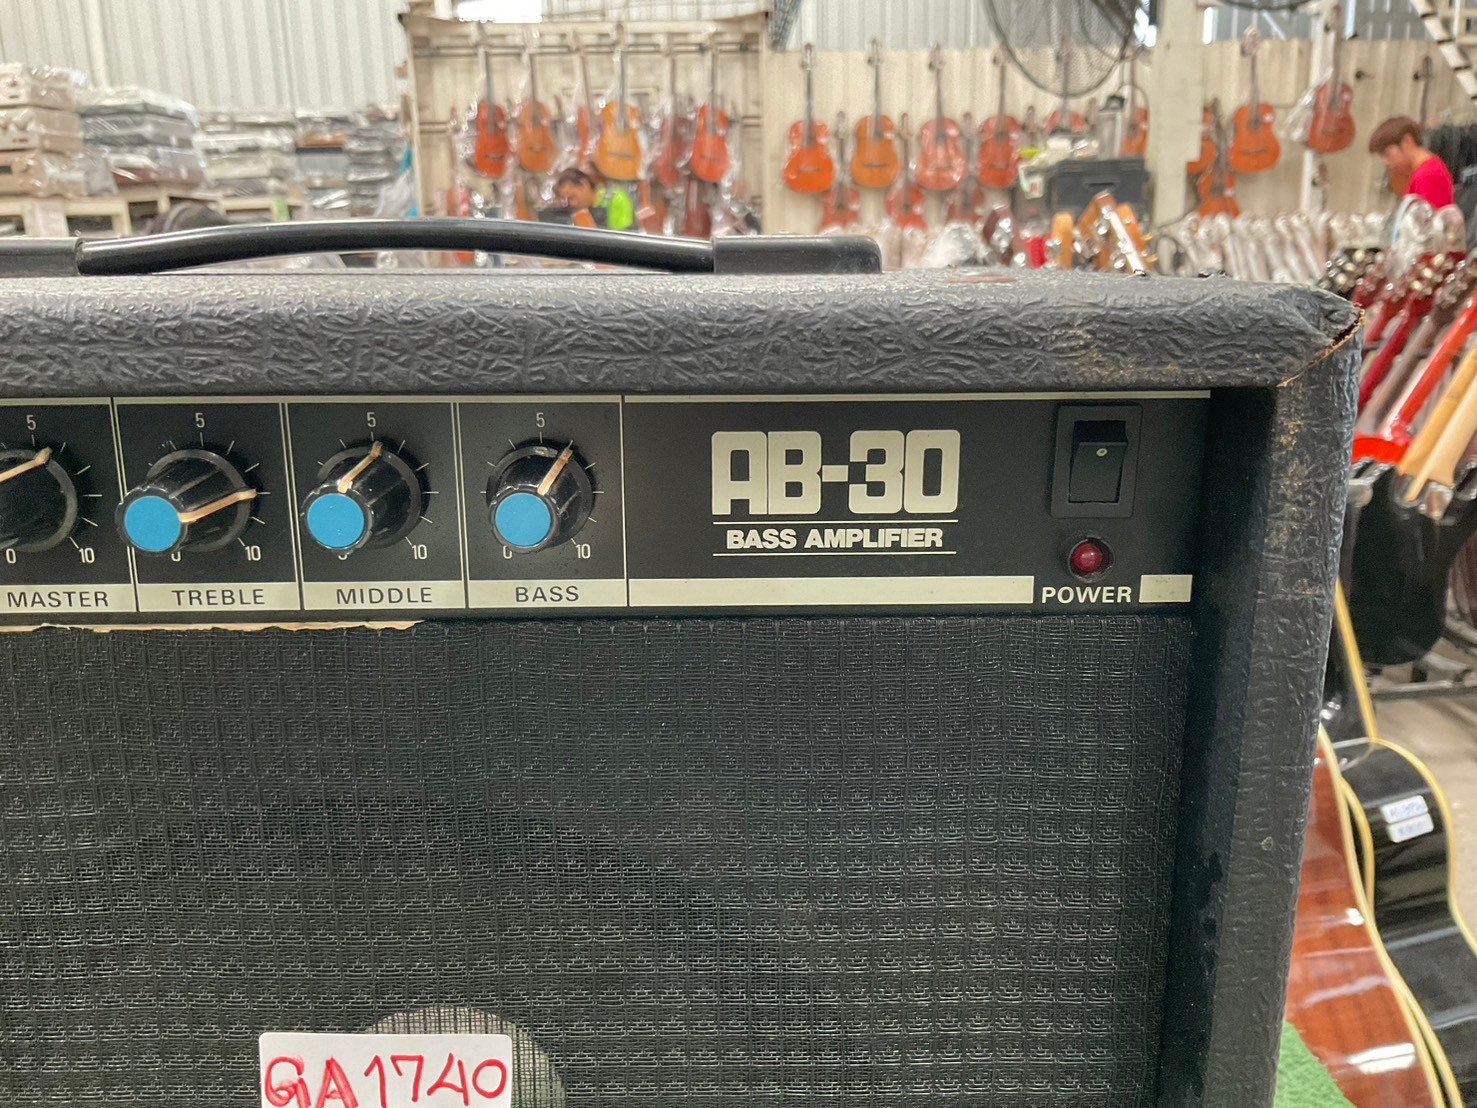 5 5 5 5
0 10 0 10 10 0 10
MASTER TREBLE MIDDLE BASS
AB-30
BASS AMPLIFIER
POWER
GA1740